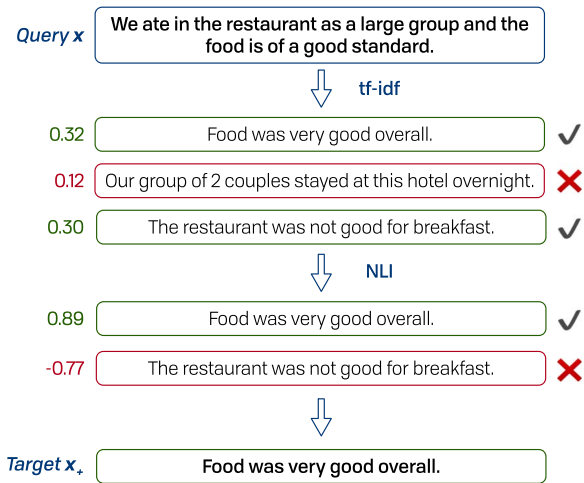 Query x
We ate in the restaurant as a large group and the
food is of a good standard.
tf-idf
0.32 Food was very good overall.
0.12 Our group of 2 couples stayed at this hotel overnight.
0.30 The restaurant was not good for breakfast.
NLI
0.89 Food was very good overall.
-0.77 The restaurant was not good for breakfast.
Target x+ Food was very good overall.